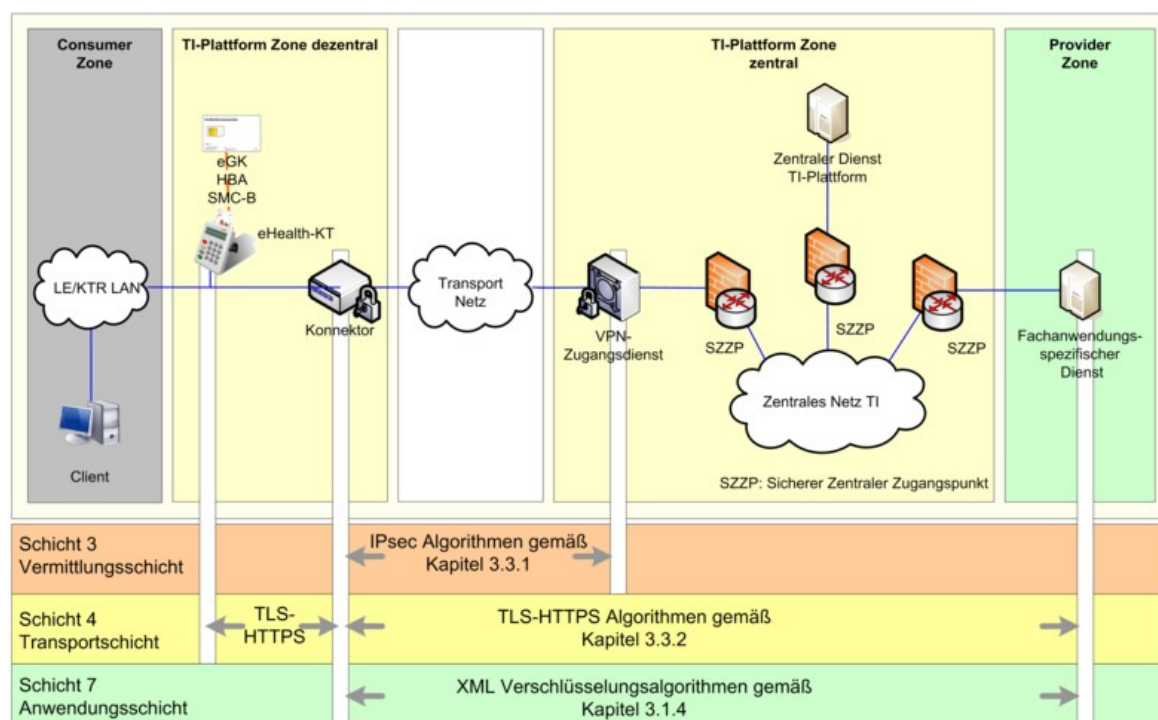 Consumer
Zone
TI-Plattform Zone dezentral
TI-Plattform Zone
zentral
Provider
Zone
eGK
HBA
SMC-B
eHealth-KT
Zentraler Dienst
TI-Plattform
LE/KTR LAN
Konnektor
Transport
Netz
VPN-
Zugangsdienst
SZZP
SZZP
SZZP
Fachanwendungs-
spezifischer
Dienst
Zentrales Netz TI
Client
SZZP: Sicherer Zentraler Zugangspunkt
Schicht 3
Vermittlungsschicht
IPsec Algorithmen gemäß
Kapitel 3.3.1
Schicht 4
Transportschicht
TLS-
HTTPS
TLS-HTTPS Algorithmen gemäß
Kapitel 3.3.2
Schicht 7
Anwendungsschicht
XML Verschlüsselungsalgorithmen gemäß
Kapitel 3.1.4